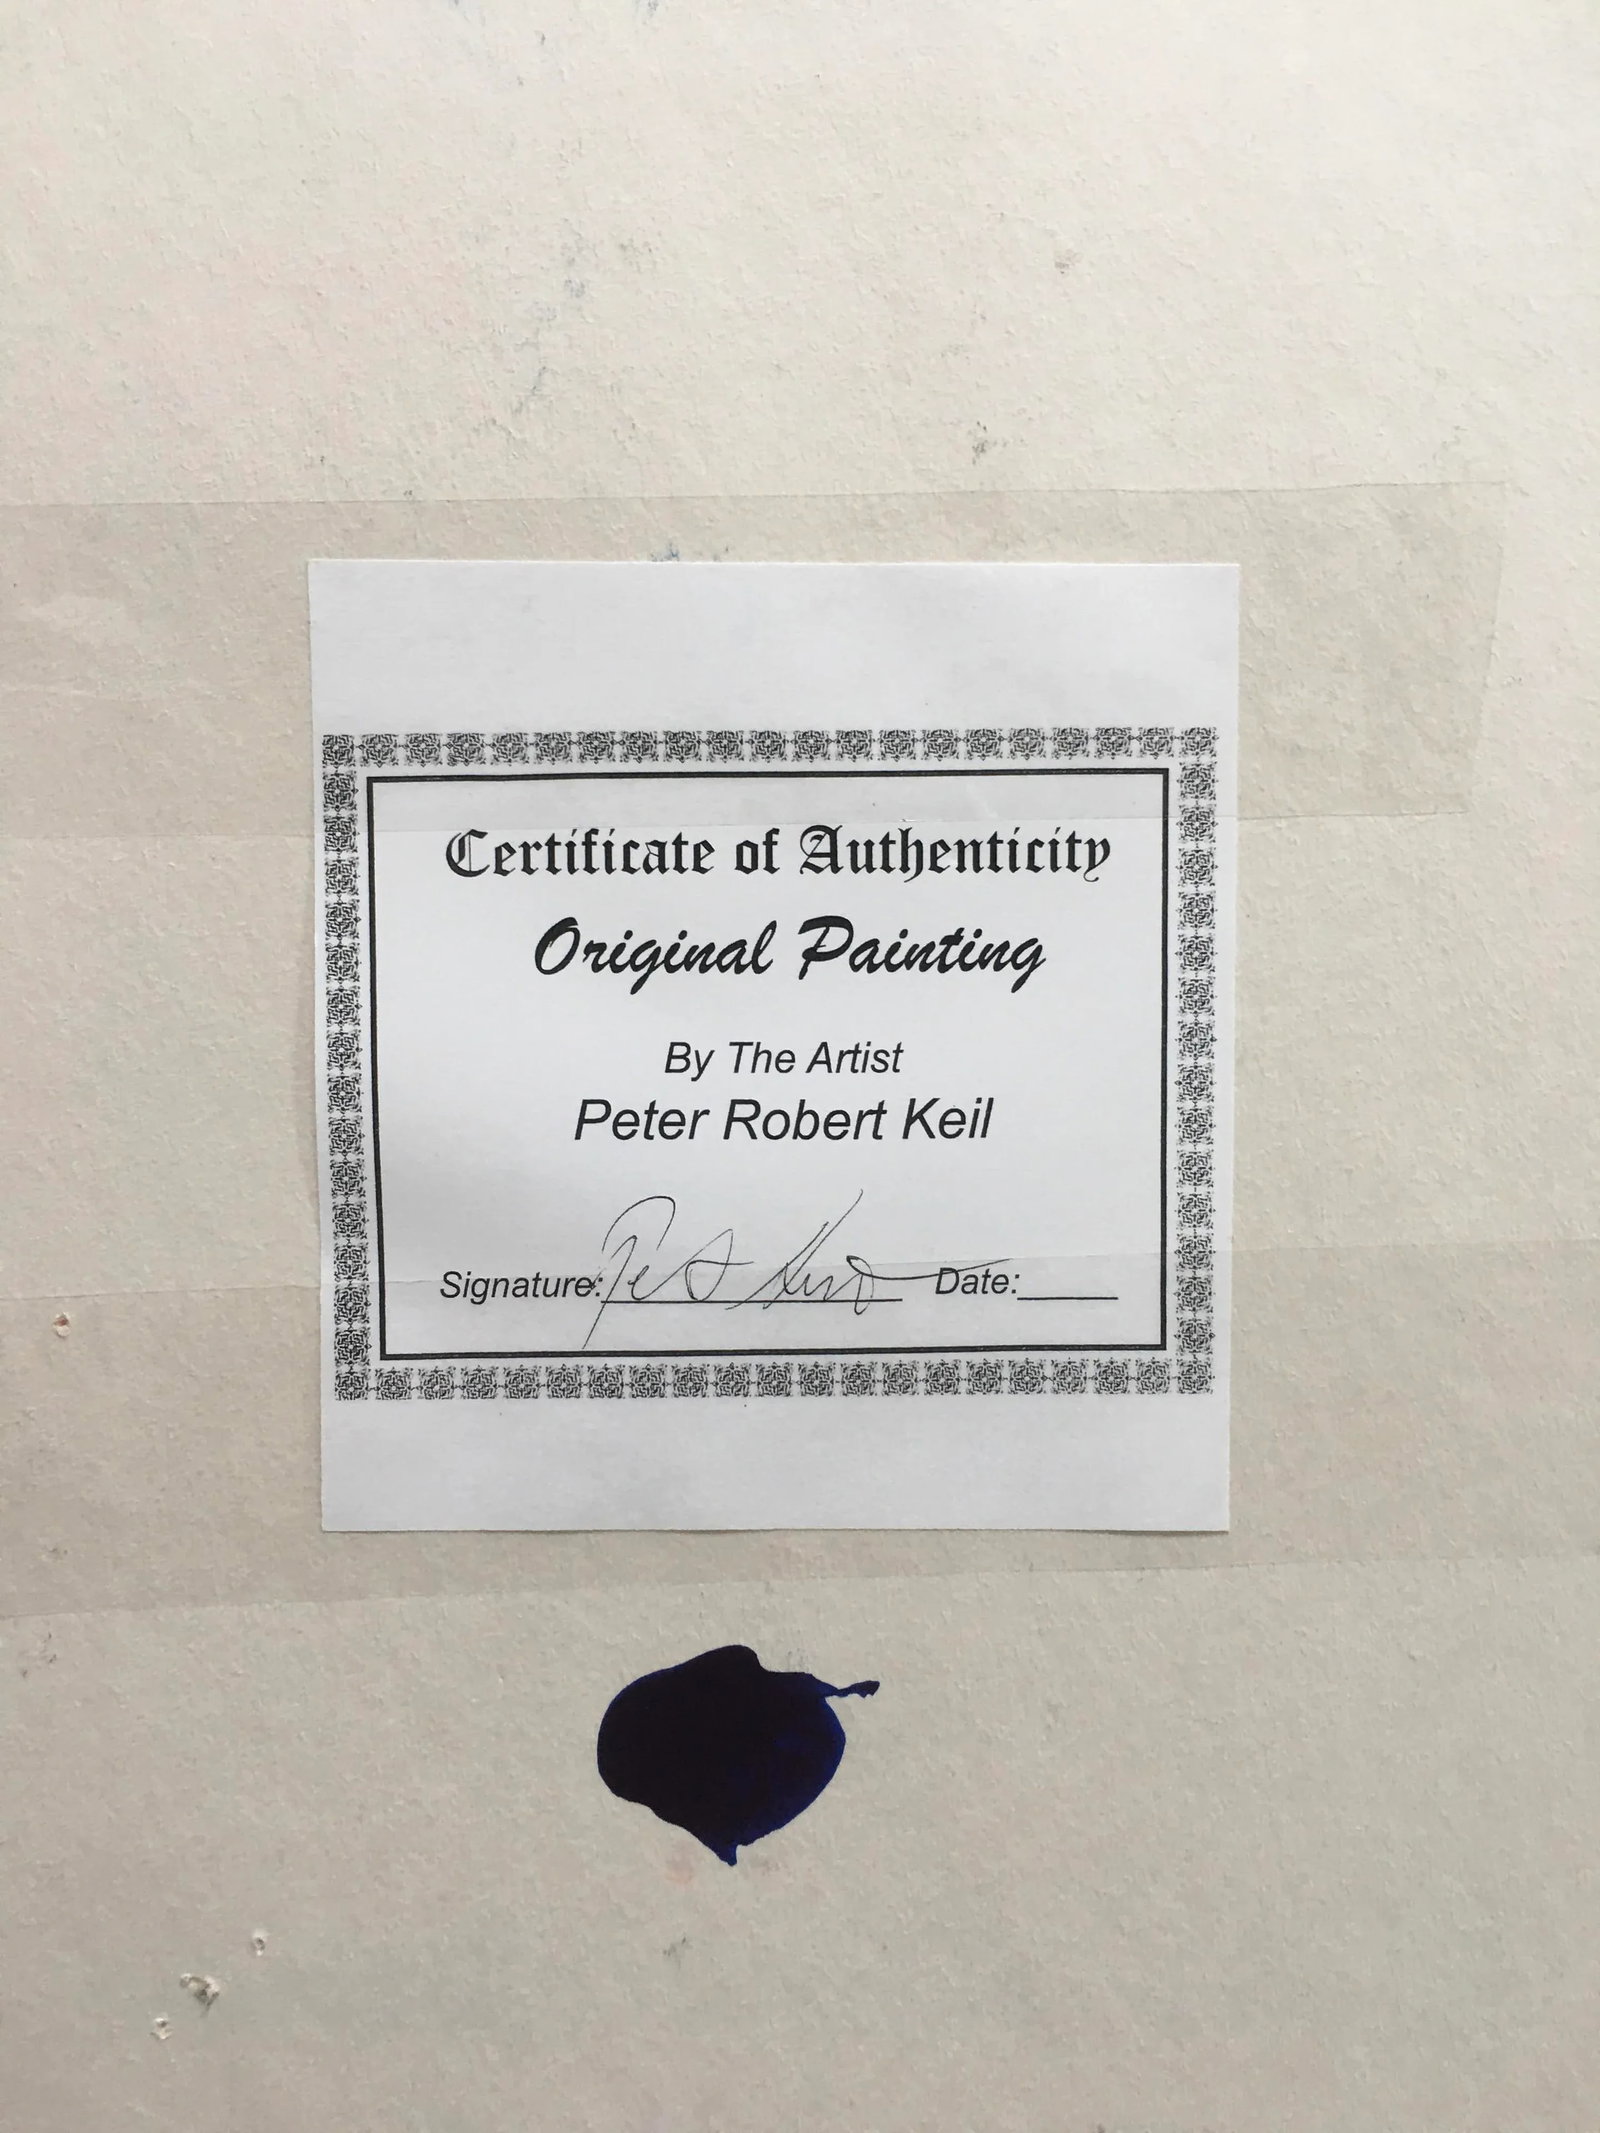 Certificate of Authenticity
Original Painting
By The Artist
Peter Robert Keil
Signature: Date: